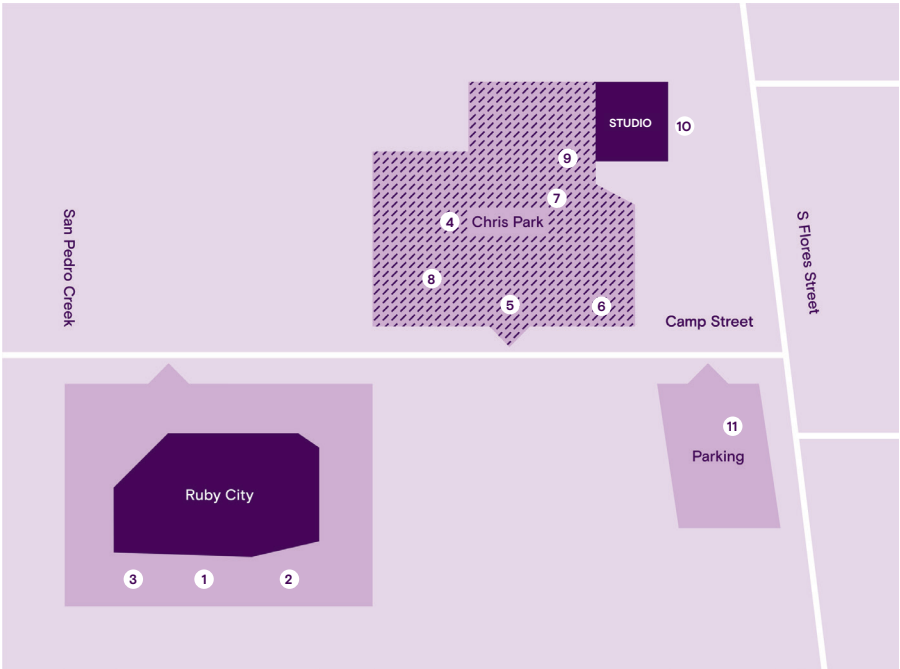 STUDIO
10
9
7
4
Chris Park
San Pedro Creek
S Flores Street
8
5
6
Camp Street
11
Parking
Ruby City
3
1
2